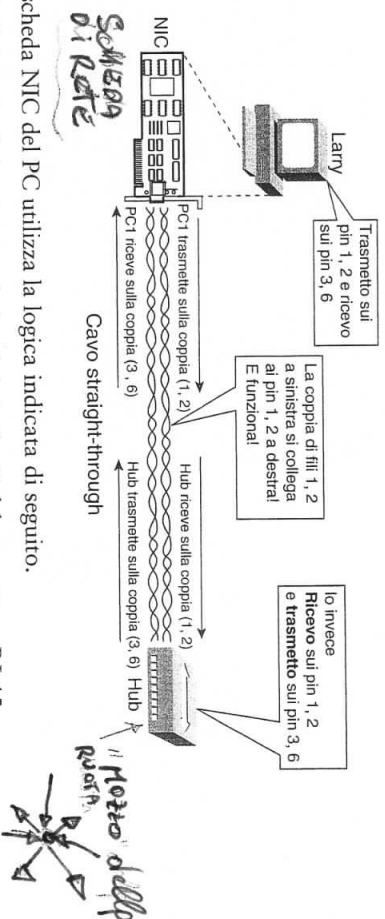 Larry
Trasmetto sui
pin 1, 2 e ricevo
sui pin 3, 6
La coppia di fili 1, 2
a sinistra si collega
ai pin 1, 2 a destra!
E funziona!
Io invece
Ricevo sui pin 1, 2
e trasmetto sui pin 3, 6
NIC
PC1 trasmette sulla coppia (1, 2)
Hub riceve sulla coppia (1, 2)
PC1 riceve sulla coppia (3, 6)
Hub trasmette sulla coppia (3, 6)
Hub
Cavo straight-through
SCHEDA
DI RETE
il MOZZO della
RUOTA
scheda NIC del PC utilizza la logica indicata di seguito.